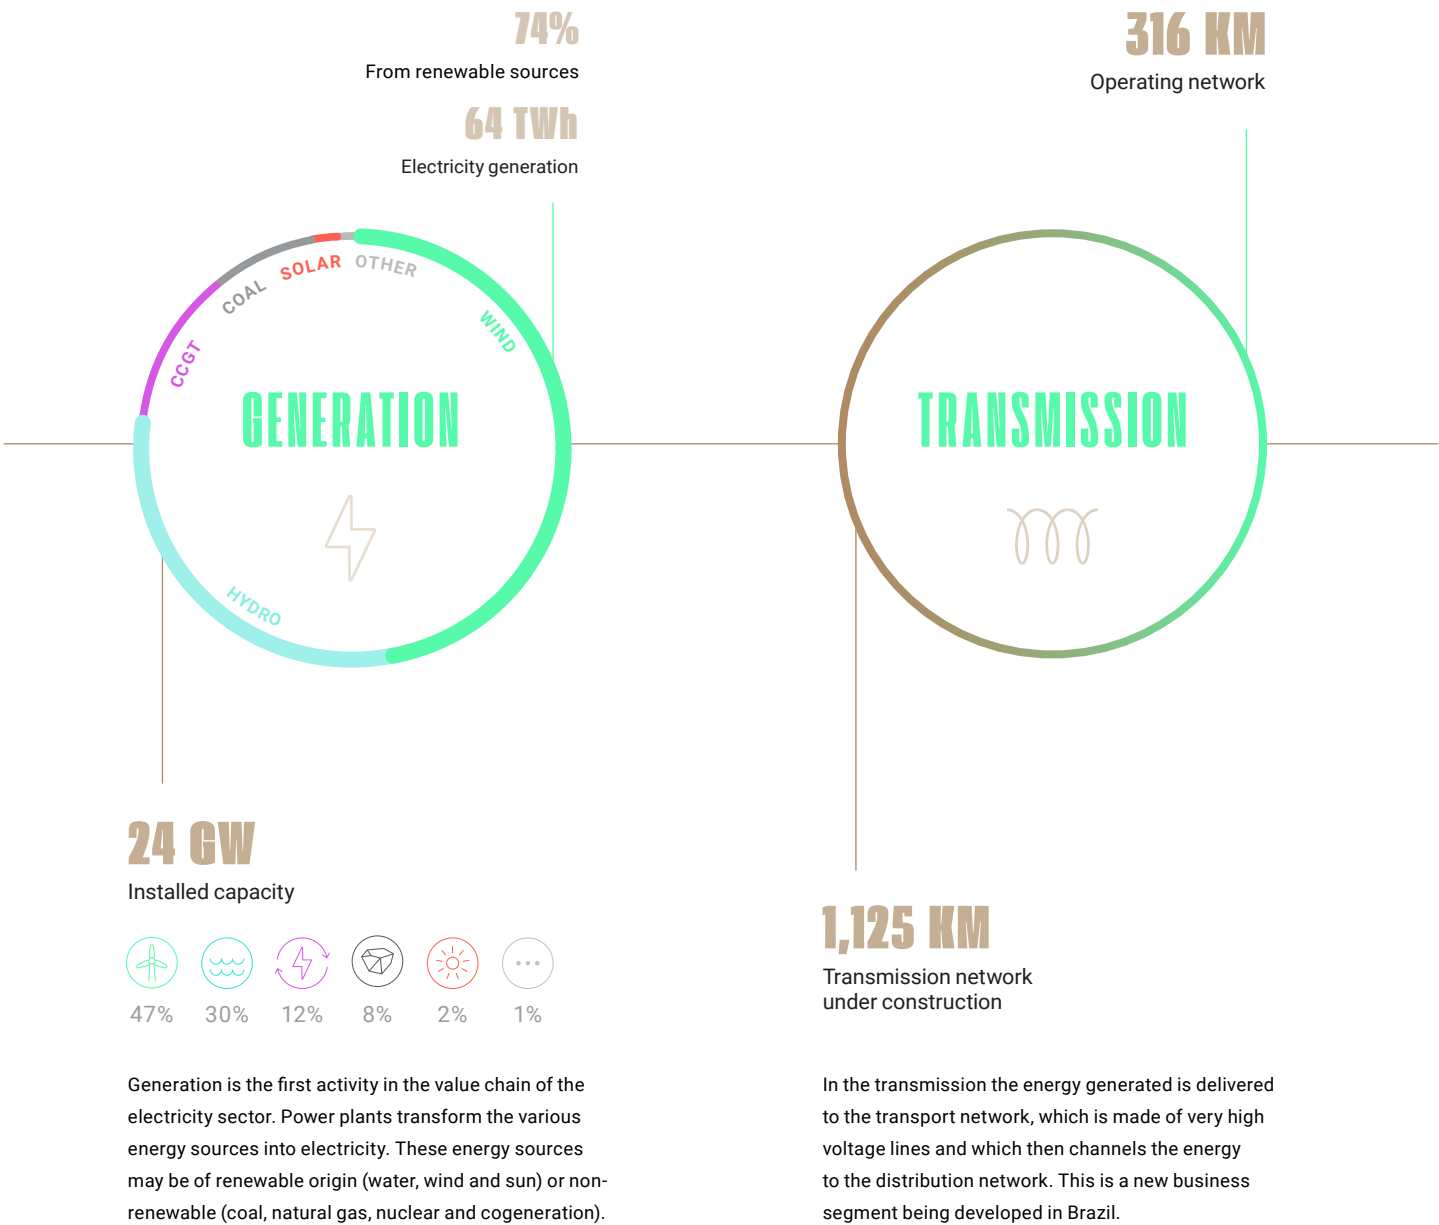 74%
From renewable sources
64 TWh
Electricity generation
WIND
HYDRO
CCGT
COAL
SOLAR
OTHER
GENERATION
24 GW
Installed capacity
47% 30% 12% 8% 2% 1%
Generation is the first activity in the value chain of the
electricity sector. Power plants transform the various
energy sources into electricity. These energy sources
may be of renewable origin (water, wind and sun) or non-
renewable (coal, natural gas, nuclear and cogeneration).
316 KM
Operating network
TRANSMISSION
1,125 KM
Transmission network
under construction
In the transmission the energy generated is delivered
to the transport network, which is made of very high
voltage lines and which then channels the energy
to the distribution network. This is a new business
segment being developed in Brazil.